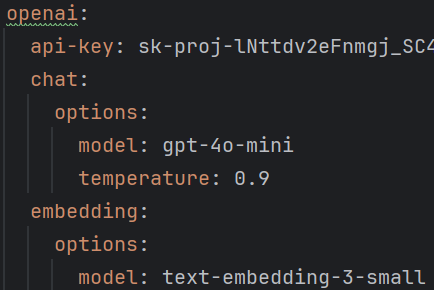 openai:
api-key: sk-proj-lNttdv2eFnmgj_SC4
chat:
options:
model: gpt-4o-mini
temperature: 0.9
embedding:
options:
model: text-embedding-3-small